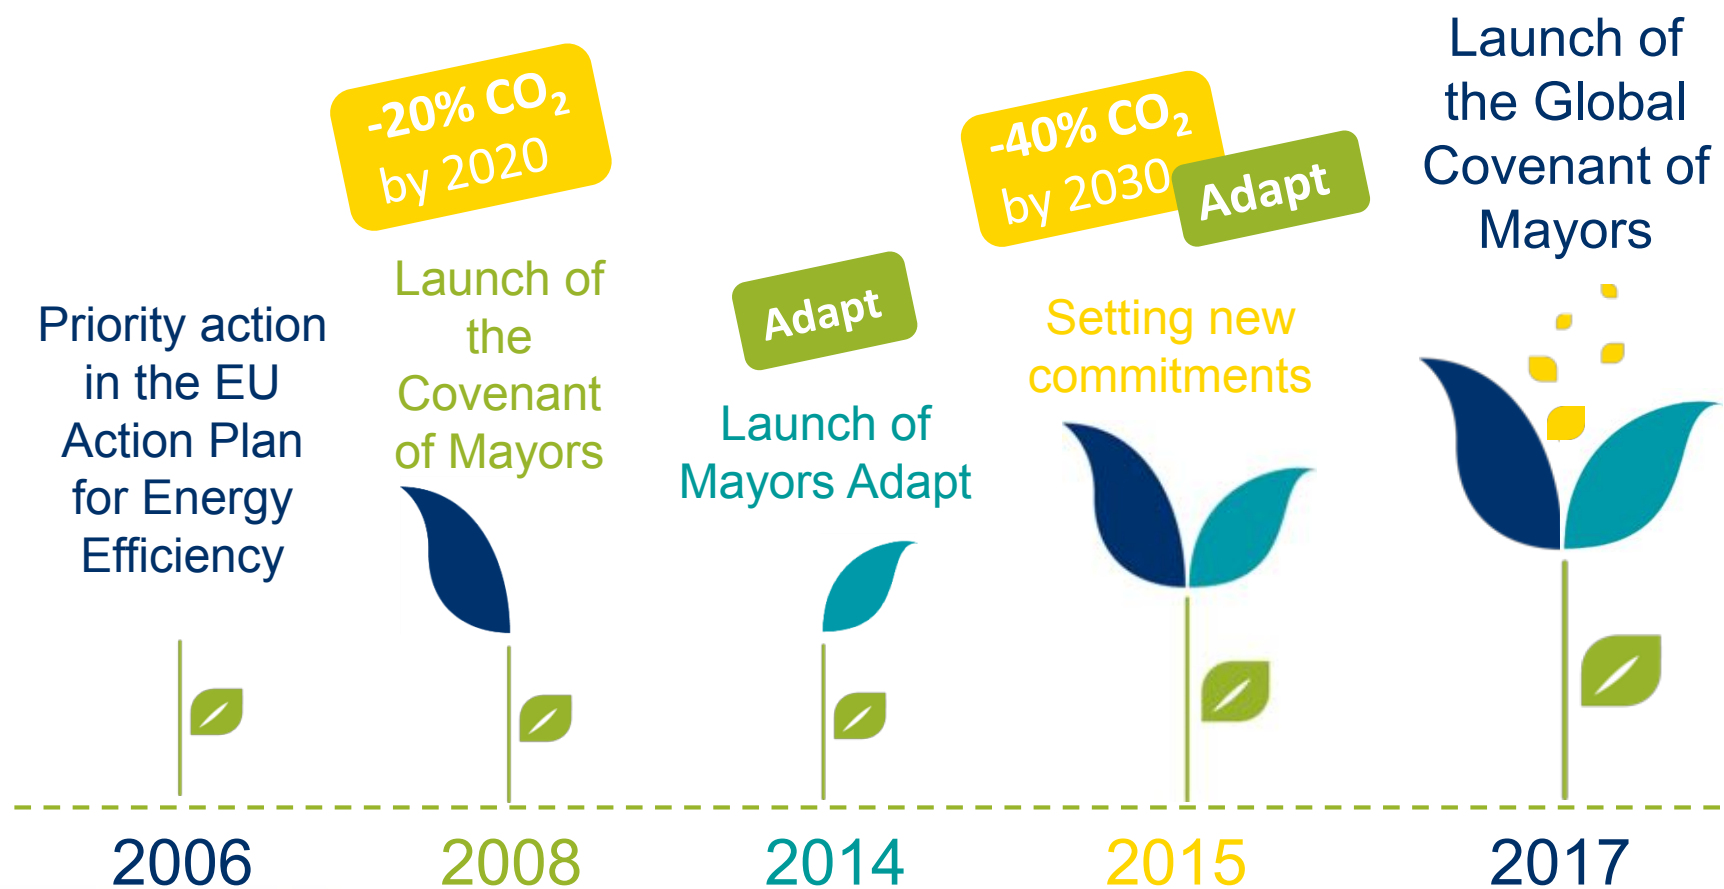 Priority action
in the EU
Action Plan
for Energy
Efficiency
2006
-20% CO₂
by 2020
Launch of
the
Covenant
of Mayors
2008
Adapt
Launch of
Mayors Adapt
2014
-40% CO₂
by 2030
Adapt
Setting new
commitments
2015
Launch of
the Global
Covenant of
Mayors
2017